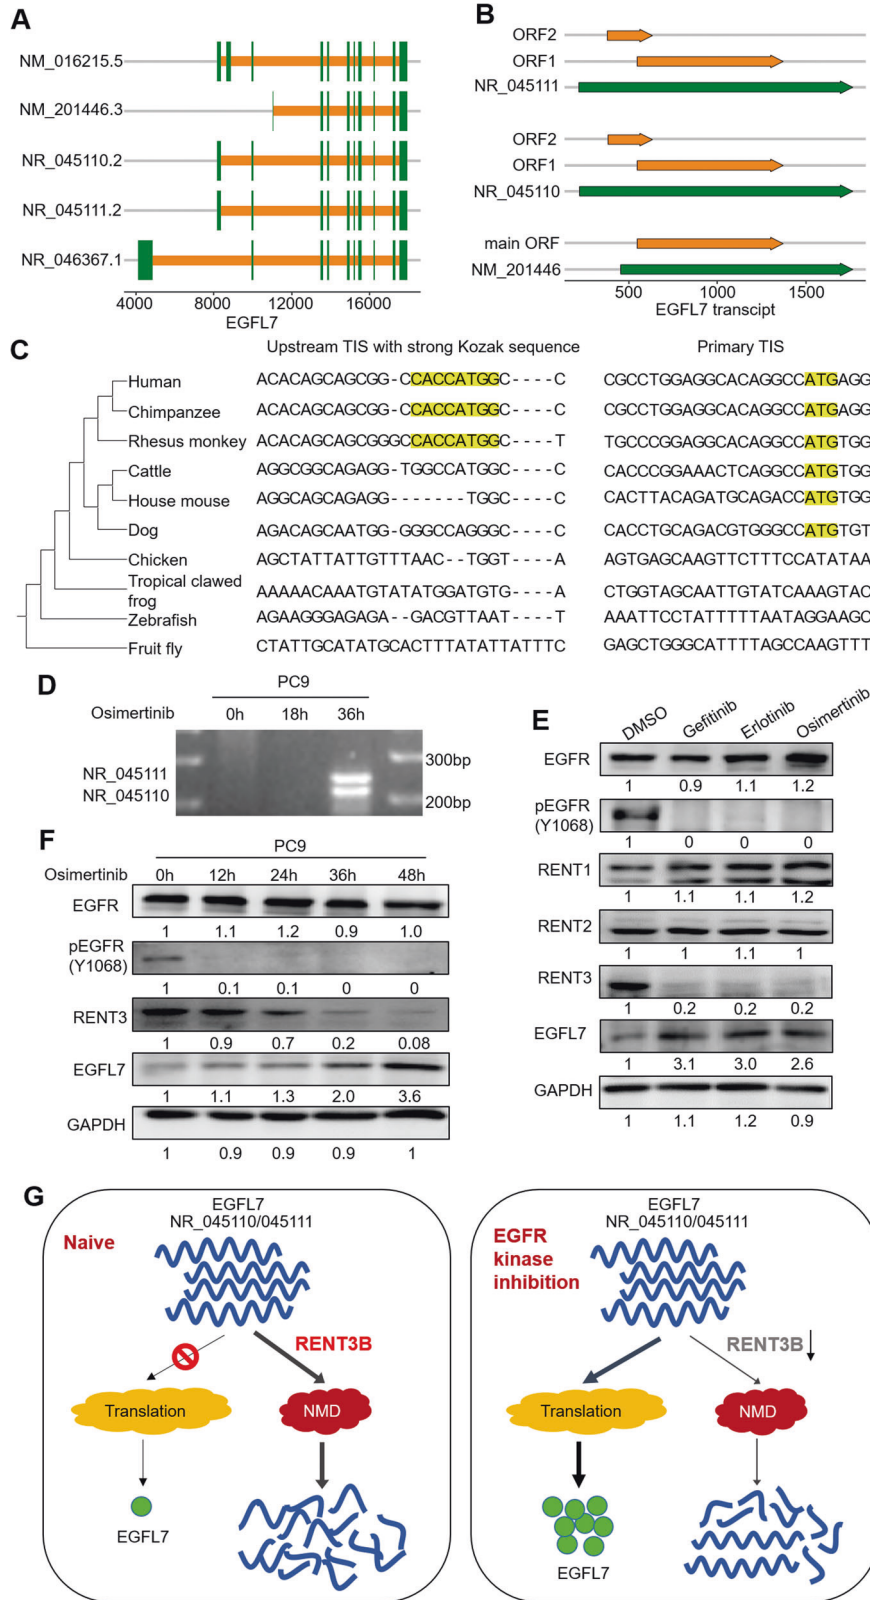 A
NM_016215.5
NM_201446.3
NR_045110.2
NR_045111.2
NR_046367.1
4000 8000 12000 16000
EGFL7
B
ORF2
ORF1
NR_045111
ORF2
ORF1
NR_045110
main ORF
NM_201446
500 1000 1500
EGFL7 transcipt
C
Upstream TIS with strong Kozak sequence Primary TIS
Human ACACAGCAGCGG-CCACCATGGC----C CGCCTGGAGGCACAGGCCATGAGG
Chimpanzee ACACAGCAGCGG-CCACCATGGC----C CGCCTGGAGGCACAGGCCATGAGG
Rhesus monkey ACACAGCAGCGGGCCACCATGGC----T TGCCCGGAGGCACAGGCCATGTGG
Cattle AGGCGGCAGAGG-TGGCCATGGC----C CACCCGGAAACTCAGGCCATGTGG
House mouse AGGCAGCAGAGG-------TGGC----C CACTTACAGATGCAGACCATGTGG
Dog AGACAGCAATGG-GGGCCAGGGC----C CACCTGCAGACGTGGGCCATGTGT
Chicken AGCTATTATTGTTTAAC--TGGT----A AGTGAGCAAGTTCTTTCCATATAA
Tropical clawed frog AAAAACAAATGTATATGGATGTG----A CTGGTAGCAATTGTATCAAAGTAC
Zebrafish AGAAGGGAGAGA--GACGTTAAT----T AAATTCCTATTTTTAATAGGAAGC
Fruit fly CTATTGCATATGCACTTTATATTATTTC GAGCTGGGCATTTTAGCCAAGTTT
D
PC9
Osimertinib 0h 18h 36h
300bp
NR_045111
NR_045110
200bp
E
DMSO Gefitinib Erlotinib Osimertinib
EGFR
1 0.9 1.1 1.2
pEGFR
(Y1068)
1 0 0 0
RENT1
1 1.1 1.1 1.2
RENT2
1 1 1.1 1
RENT3
1 0.2 0.2 0.2
EGFL7
1 3.1 3.0 2.6
GAPDH
1 1.1 1.2 0.9
F
PC9
Osimertinib 0h 12h 24h 36h 48h
EGFR
1 1.1 1.2 0.9 1.0
pEGFR
(Y1068)
1 0.1 0.1 0 0
RENT3
1 0.9 0.7 0.2 0.08
EGFL7
1 1.1 1.3 2.0 3.6
GAPDH
1 0.9 0.9 0.9 1
G
EGFL7
NR_045110/045111
Naive
RENT3B
Translation
NMD
EGFL7
EGFL7
NR_045110/045111
EGFR
kinase
inhibition
RENT3B
Translation
NMD
EGFL7